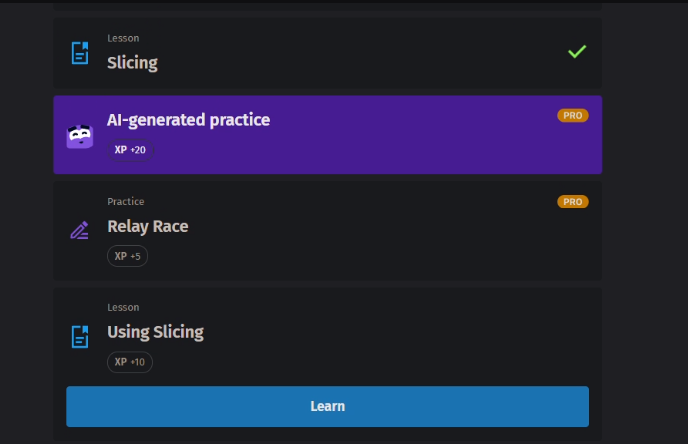 Lesson
Slicing
AI-generated practice
PRO
XP +20
Practice
PRO
Relay Race
XP +5
Lesson
Using Slicing
XP +10
Learn